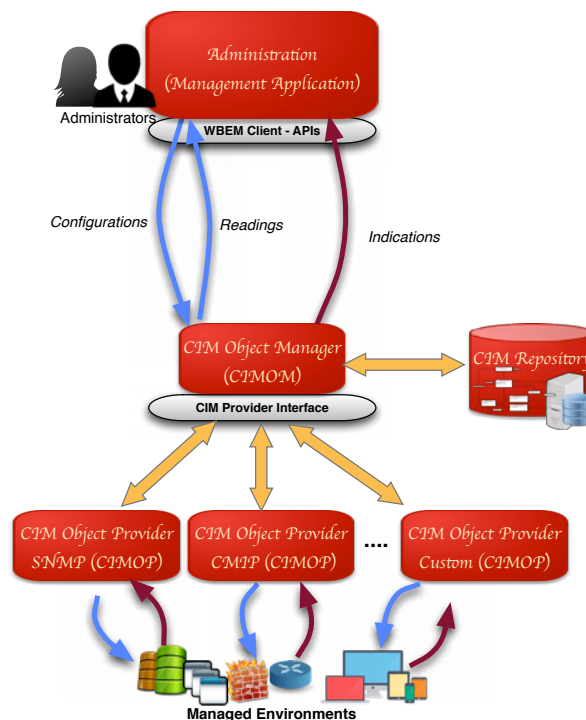 Administration
(Management Application)
Administrators
WBEM Client - APIs
Configurations
Readings
Indications
CIM Object Manager
(CIMOM)
CIM Repository
CIM Provider Interface
CIM Object Provider
SNMP (CIMOP)
CIM Object Provider
CMIP (CIMOP)
....
CIM Object Provider
Custom (CIMOP)
Managed Environments